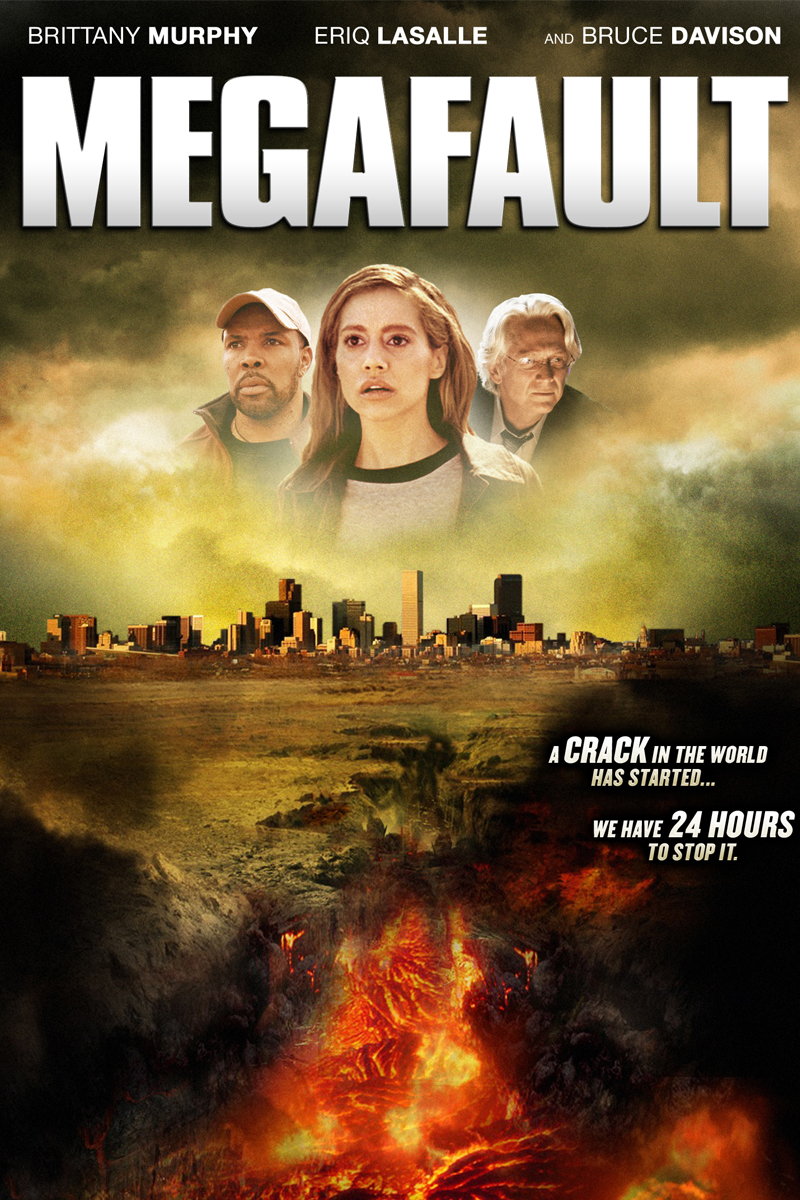 BRITTANY MURPHY ERIQ LASALLE AND BRUCE DAVISON
MEGAFAULT
A CRACK IN THE WORLD
HAS STARTED...
WE HAVE 24 HOURS
TO STOP IT.